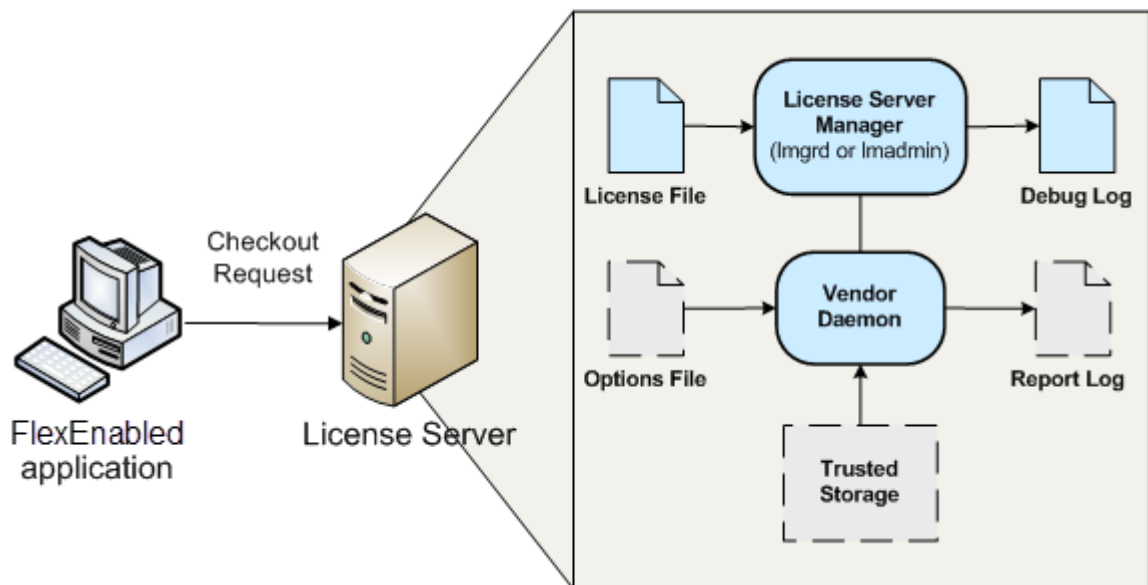 License File
License Server
Manager
(lmgrd or lmadmin)
Debug Log
Checkout
Request
Options File
Vendor
Daemon
Report Log
FlexEnabled
application
License Server
Trusted
Storage